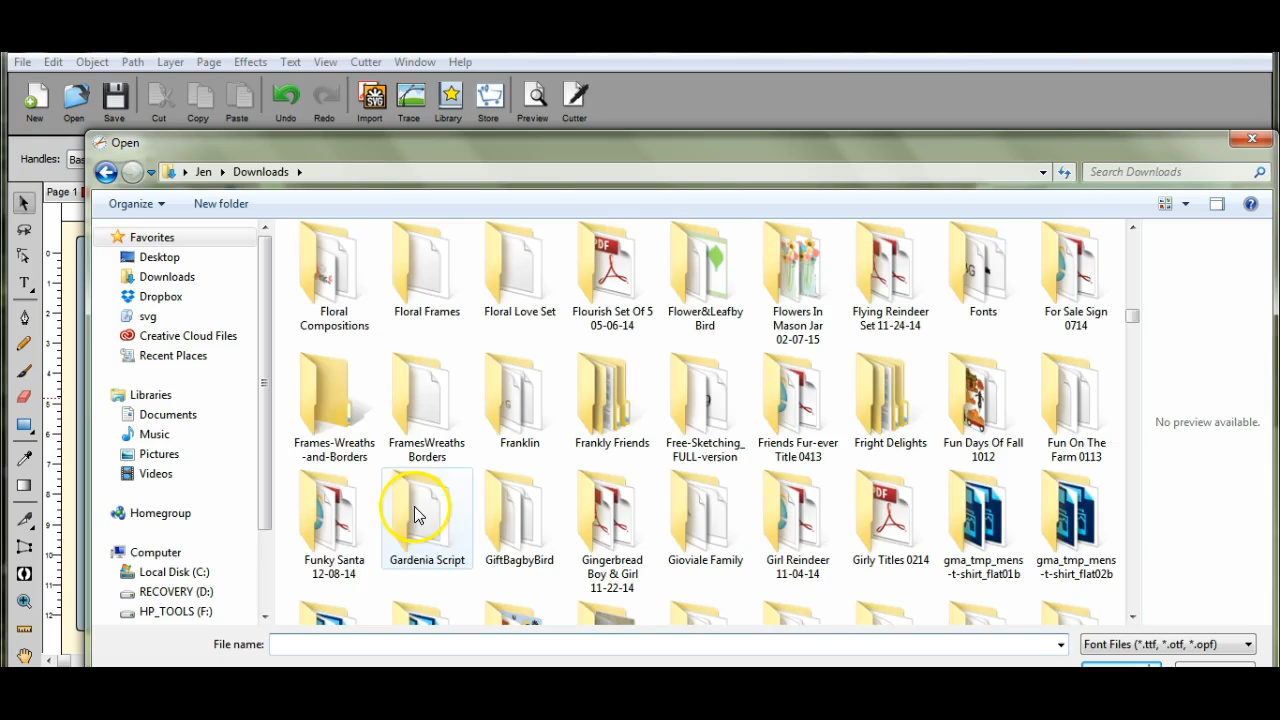 File Edit Object Path Layer Page Effects Text View Cutter Window Help
New Open Save Cut Copy Paste Undo Redo Import Trace Library Store Preview Cutter
SVG
Open
Handles:
Jen Downloads
Search Downloads
Page 1
Organize New folder
Favorites
Desktop
Downloads
Dropbox
svg
Creative Cloud Files
Recent Places
Libraries
Documents
Music
Pictures
Videos
Homegroup
Computer
Local Disk (C:)
RECOVERY (D:)
HP_TOOLS (F:)
Floral
Compositions
Floral Frames
Floral Love Set
Flourish Set Of 5
05-06-14
Flower&Leafby
Bird
Flowers In
Mason Jar
02-07-15
Flying Reindeer
Set 11-24-14
Fonts
For Sale Sign
0714
Frames-Wreaths
-and-Borders
FramesWreaths
Borders
Franklin
Frankly Friends
Free-Sketching_
FULL-version
Friends Fur-ever
Title 0413
Fright Delights
Fun Days Of Fall
1012
Fun On The
Farm 0113
Funky Santa
12-08-14
Gardenia Script
GiftBagbyBird
Gingerbread
Boy & Girl
11-22-14
Gioviale Family
Girl Reindeer
11-04-14
Girly Titles 0214
gma_tmp_mens
-t-shirt_flat01b
gma_tmp_mens
-t-shirt_flat02b
No preview available.
File name:
Font Files (*.ttf, *.otf, *.opf)